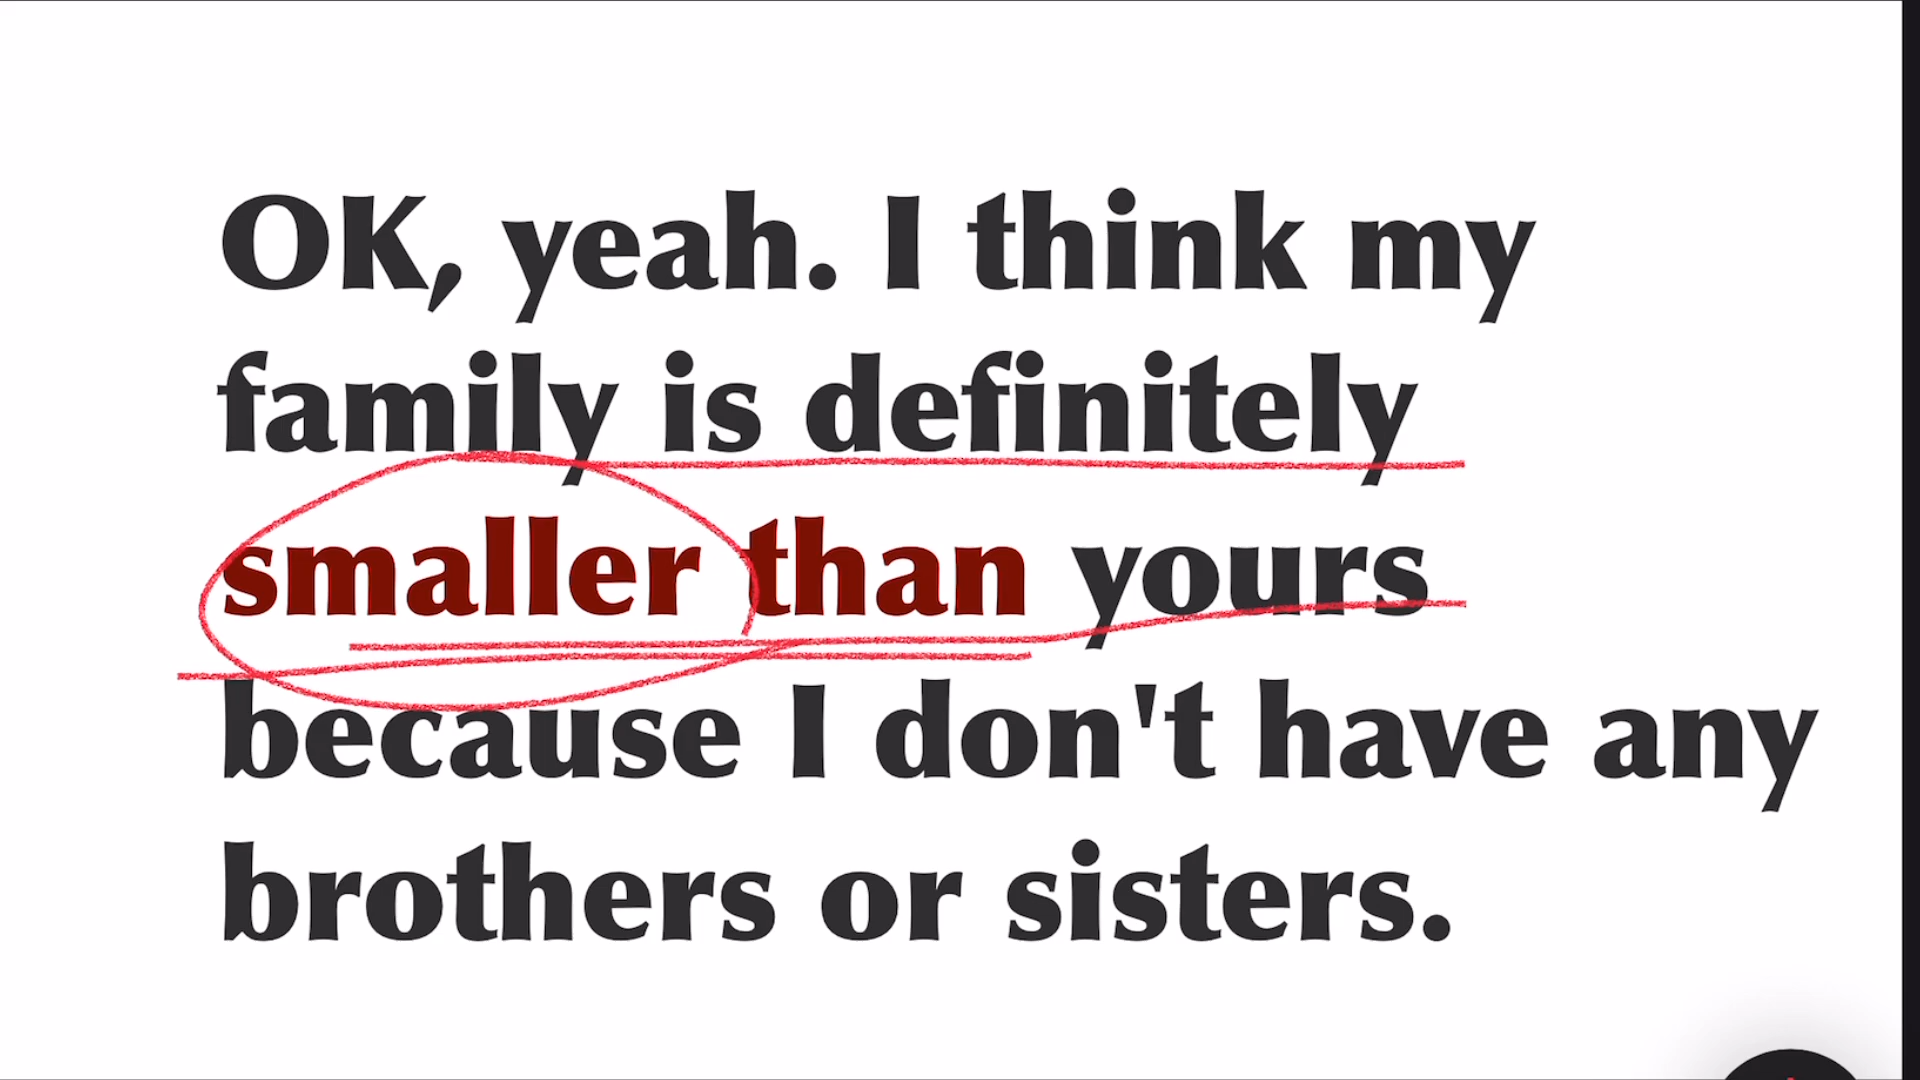 OK, yeah. I think my
family is definitely
smaller than yours
because I don't have any
brothers or sisters.